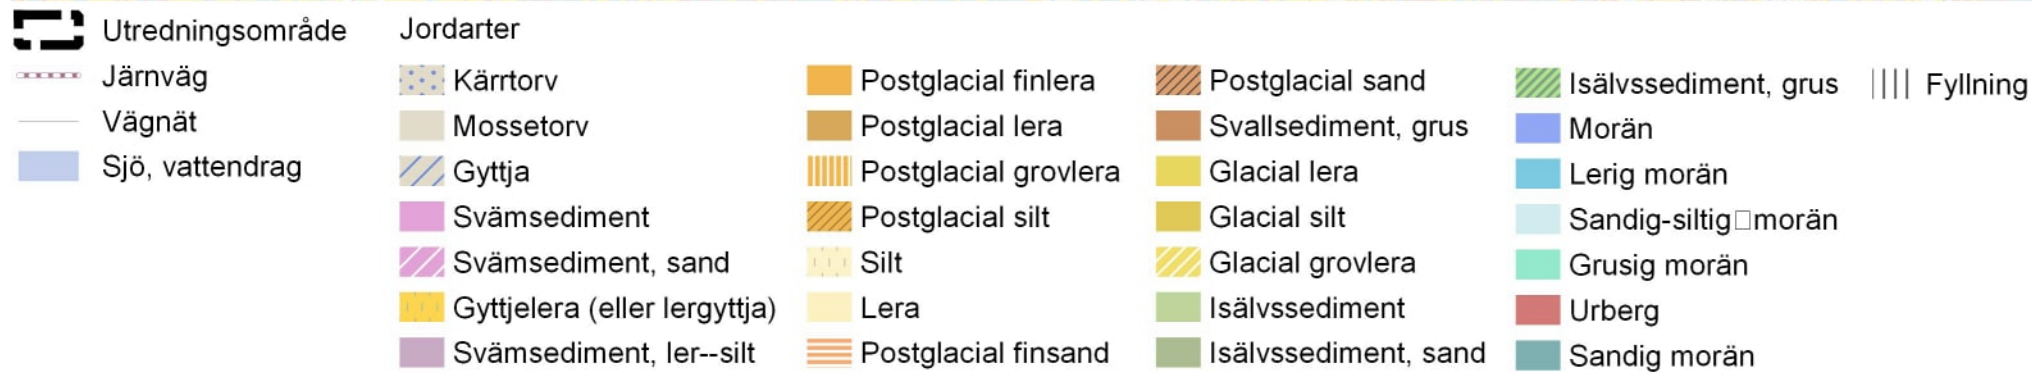 Utredningsområde
Järnväg
Vägnät
Sjö, vattendrag
Jordarter
Kärrtorv
Mossetorv
Gyttja
Svämsediment
Svämsediment, sand
Gyttjelera (eller lergyttja)
Svämsediment, ler--silt
Postglacial finlera
Postglacial lera
Postglacial grovlera
Postglacial silt
Silt
Lera
Postglacial finsand
Postglacial sand
Svallsediment, grus
Glacial lera
Glacial silt
Glacial grovlera
Isälvssediment
Isälvssediment, sand
Isälvssediment, grus
Morän
Lerig morän
Sandig-siltig□morän
Grusig morän
Urberg
Sandig morän
Fyllning